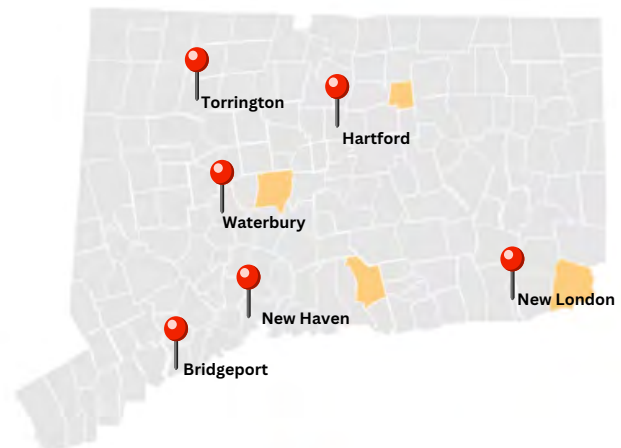 Torrington
Hartford
Waterbury
New London
New Haven
Bridgeport